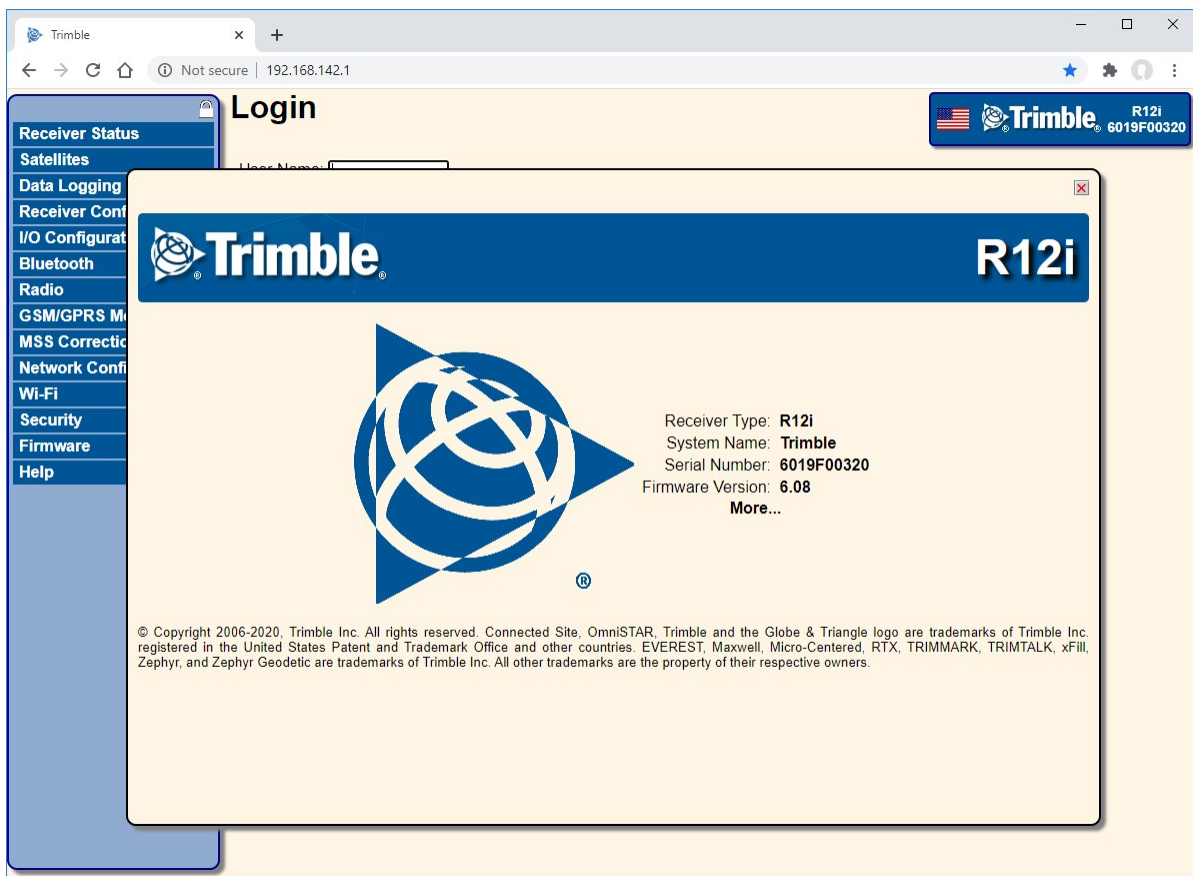 Trimble
Not secure | 192.168.142.1
Login
R12i
Trimble
6019F00320
Receiver Status
Satellites
User Name:
Data Logging
Receiver Conf
I/O Configurat
Bluetooth
Radio
GSM/GPRS M
MSS Correctio
Network Confi
Wi-Fi
Security
Firmware
Help
Trimble®
R12i
Receiver Type: R12i
System Name: Trimble
Serial Number: 6019F00320
Firmware Version: 6.08
More...
®
© Copyright 2006-2020, Trimble Inc. All rights reserved. Connected Site, OmniSTAR, Trimble and the Globe & Triangle logo are trademarks of Trimble Inc.
registered in the United States Patent and Trademark Office and other countries. EVEREST, Maxwell, Micro-Centered, RTX, TRIMMARK, TRIMTALK, xFill,
Zephyr, and Zephyr Geodetic are trademarks of Trimble Inc. All other trademarks are the property of their respective owners.